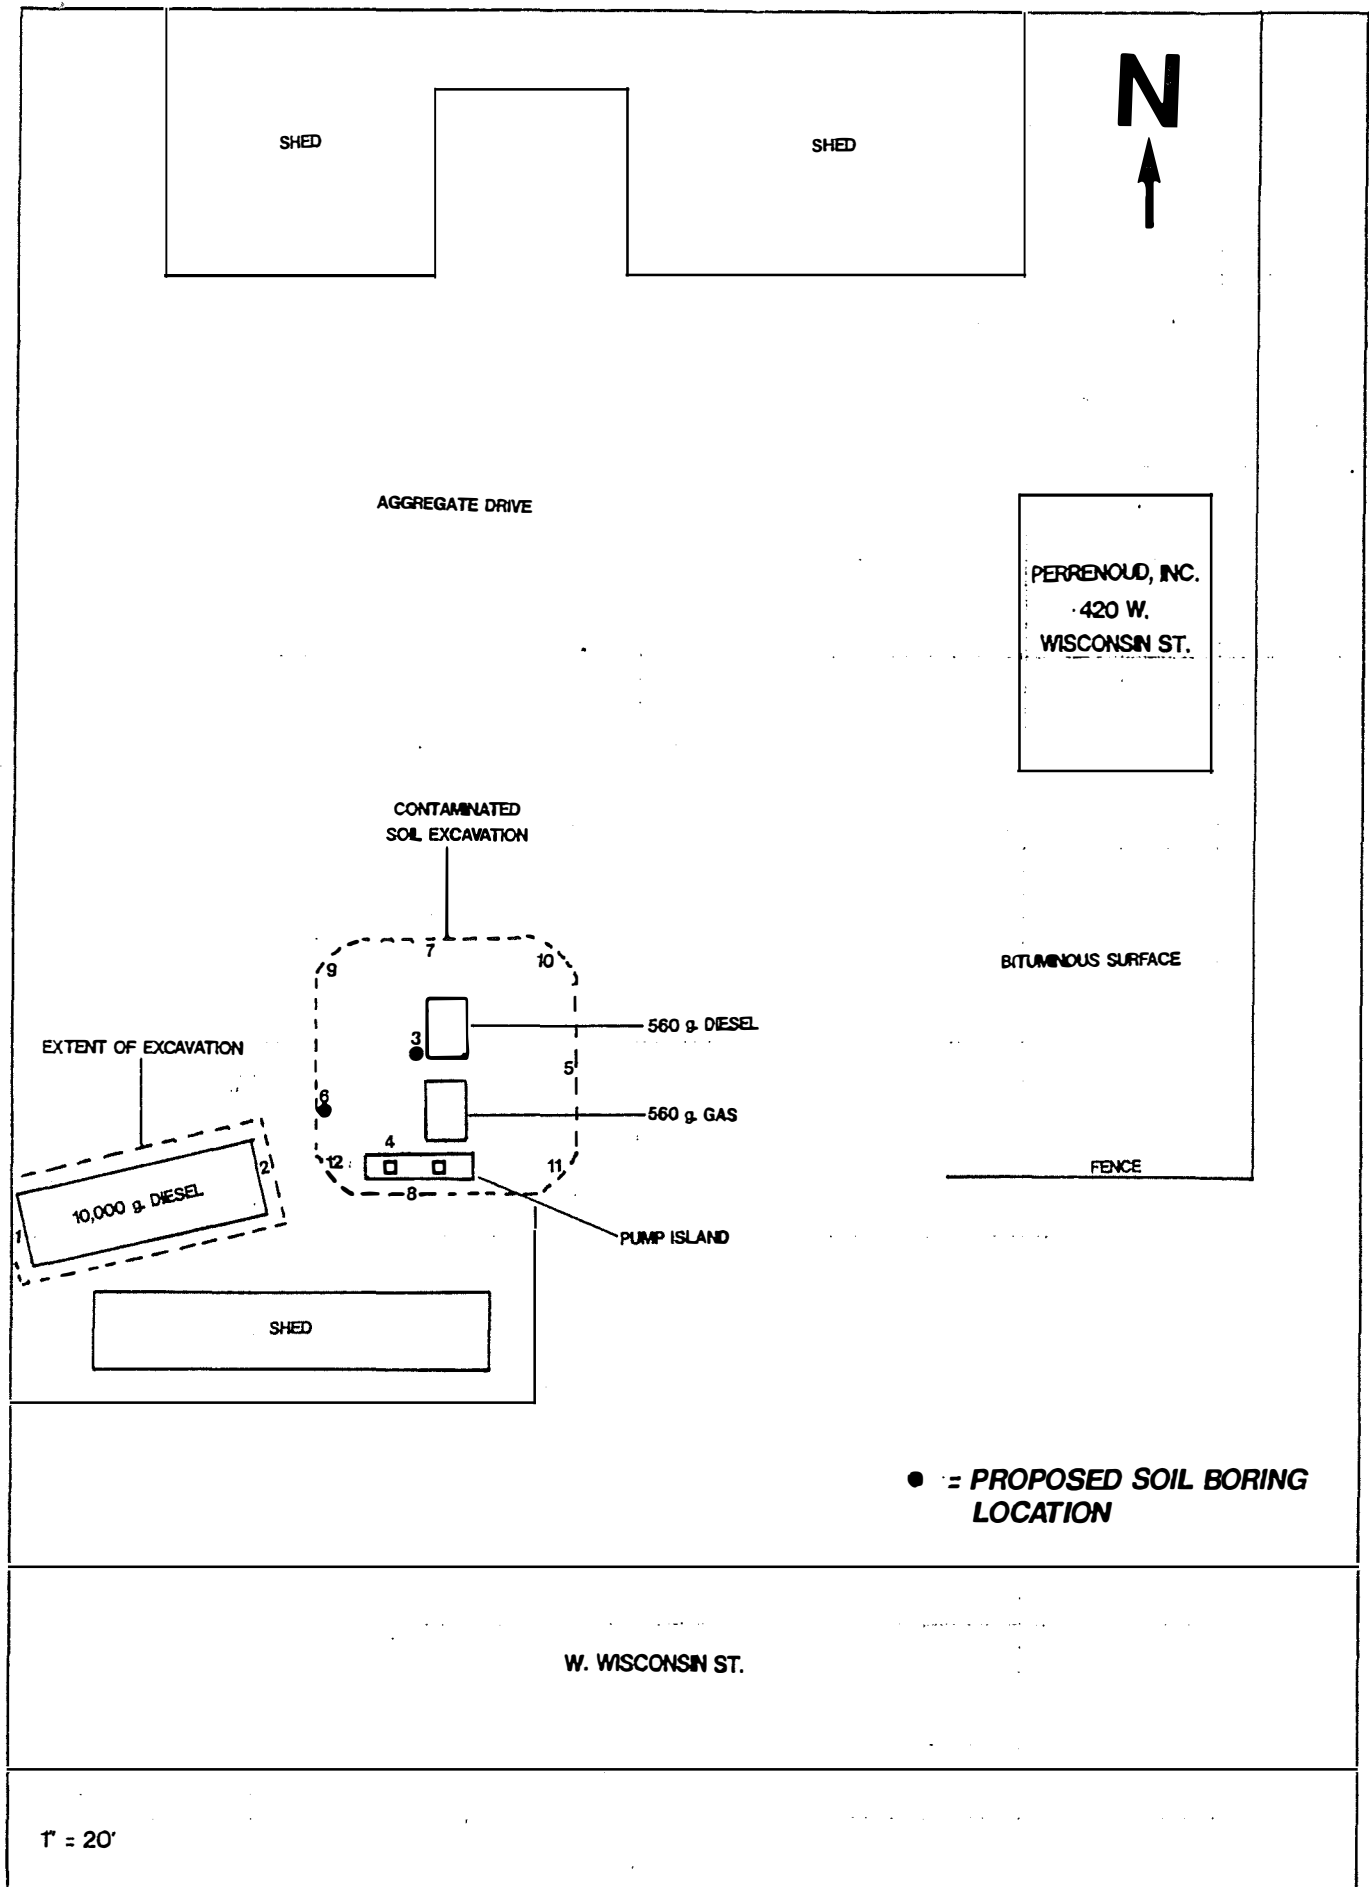 N
SHED
SHED
AGGREGATE DRIVE
PERRENOUD, INC.
420 W.
WISCONSIN ST.
CONTAMINATED
SOIL EXCAVATION
7
9
10
BITUMINOUS SURFACE
560 g. DIESEL
3
EXTENT OF EXCAVATION
5
6
560 g. GAS
4
12
2
11
FENCE
10,000 g. DIESEL
8
1
PUMP ISLAND
SHED
= PROPOSED SOIL BORING
LOCATION
W. WISCONSIN ST.
1" = 20'